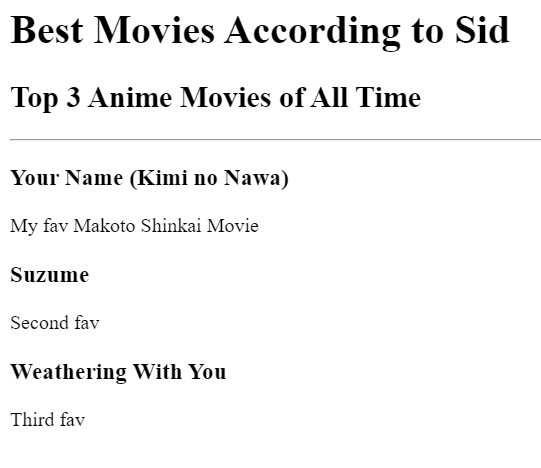 Best Movies According to Sid
Top 3 Anime Movies of All Time
Your Name (Kimi no Nawa)
My fav Makoto Shinkai Movie
Suzume
Second fav
Weathering With You
Third fav